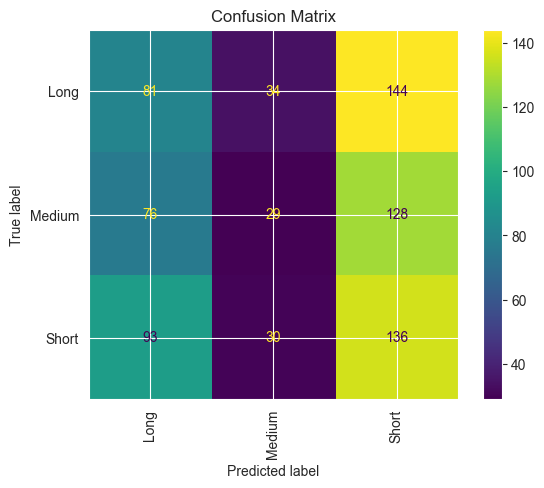 Confusion Matrix
True label
Long
81
34
144
Medium
76
29
128
Short
93
30
136
Long
Medium
Short
Predicted label
140
120
100
80
60
40